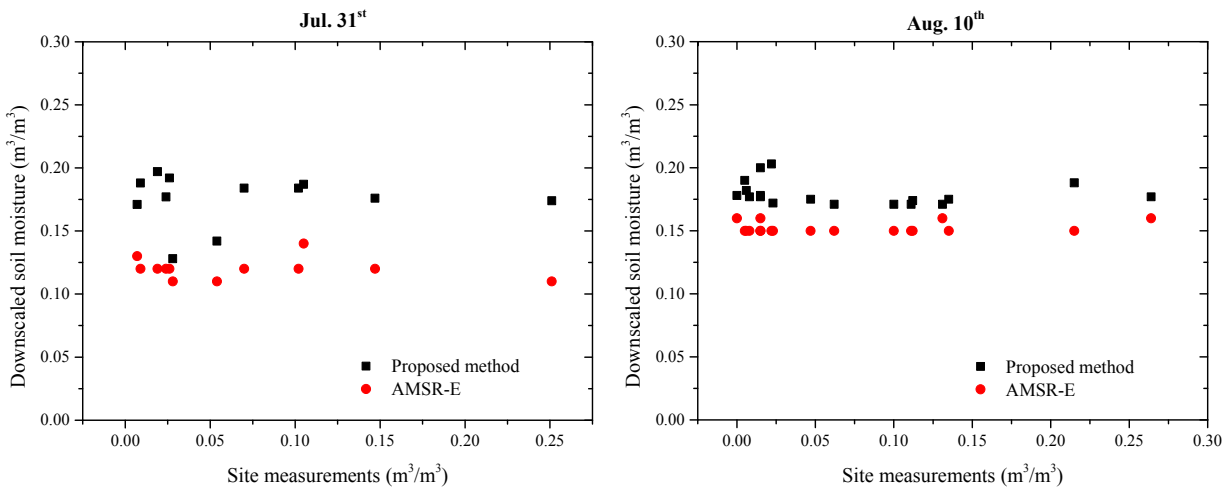 Jul. 31st
Downscaled soil moisture (m³/m³)
0.30
0.25
0.20
0.15
0.10
0.05
0.00
Proposed method
AMSR-E
0.00 0.05 0.10 0.15 0.20 0.25
Site measurements (m³/m³)
Aug. 10th
Downscaled soil moisture (m³/m³)
0.30
0.25
0.20
0.15
0.10
0.05
0.00
Proposed method
AMSR-E
0.00 0.05 0.10 0.15 0.20 0.25 0.30
Site measurements (m³/m³)